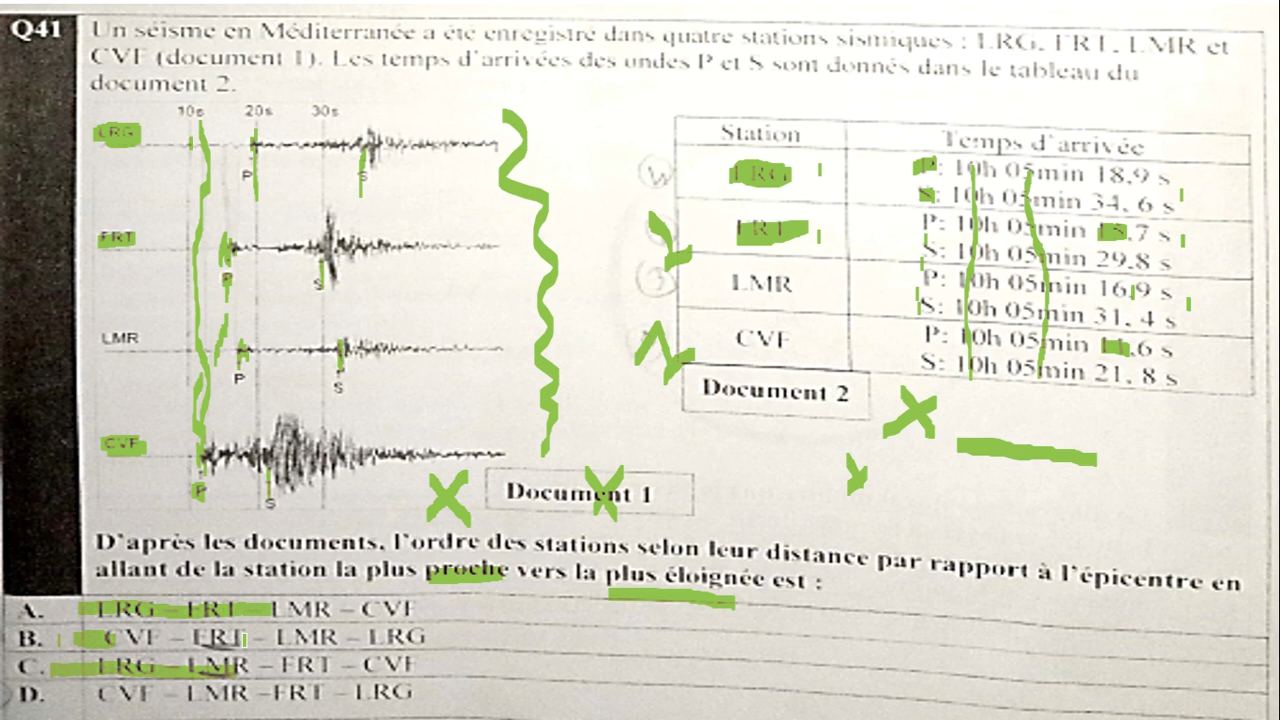 Q41
Un séisme en Méditerranée a été enregistré dans quatre stations sismiques : LRG, FRT, LMR et
CVF (document 1). Les temps d'arrivées des ondes P et S sont donnés dans le tableau du
document 2.
10s 20s 30s
LRG
P S
FRT
P S
LMR
P S
CVF
P S
Document 1
Station Temps d'arrivée
LRG P: 10h 05min 18,9 s
S: 10h 05min 34, 6 s
FRT P: 10h 05min 15,7 s
S: 10h 05min 29,8 s
LMR P: 10h 05min 16,9 s
S: 10h 05min 31, 4 s
CVF P: 10h 05min 11,6 s
S: 10h 05min 21, 8 s
Document 2
D'après les documents, l'ordre des stations selon leur distance par rapport à l'épicentre en
allant de la station la plus proche vers la plus éloignée est :
A. LRG – FRT – LMR – CVF
B. CVF – FRT – LMR – LRG
C. LRG – LMR – FRT – CVF
D. CVF – LMR –FRT – LRG